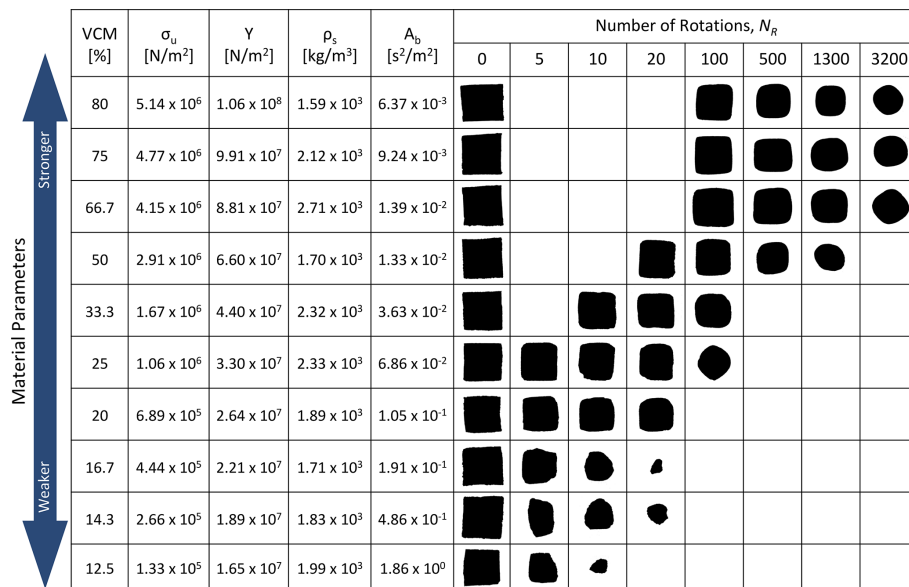 VCM [%] σu [N/m²] Y [N/m²] ρs [kg/m³] Ab [s²/m²] Number of Rotations, NR
0 5 10 20 100 500 1300 3200
Material Parameters
Stronger
Weaker
80 5.14 x 10⁶ 1.06 x 10⁸ 1.59 x 10³ 6.37 x 10⁻³
75 4.77 x 10⁶ 9.91 x 10⁷ 2.12 x 10³ 9.24 x 10⁻³
66.7 4.15 x 10⁶ 8.81 x 10⁷ 2.71 x 10³ 1.39 x 10⁻²
50 2.91 x 10⁶ 6.60 x 10⁷ 1.70 x 10³ 1.33 x 10⁻²
33.3 1.67 x 10⁶ 4.40 x 10⁷ 2.32 x 10³ 3.63 x 10⁻²
25 1.06 x 10⁶ 3.30 x 10⁷ 2.33 x 10³ 6.86 x 10⁻²
20 6.89 x 10⁵ 2.64 x 10⁷ 1.89 x 10³ 1.05 x 10⁻¹
16.7 4.44 x 10⁵ 2.21 x 10⁷ 1.71 x 10³ 1.91 x 10⁻¹
14.3 2.66 x 10⁵ 1.89 x 10⁷ 1.83 x 10³ 4.86 x 10⁻¹
12.5 1.33 x 10⁵ 1.65 x 10⁷ 1.99 x 10³ 1.86 x 10⁰